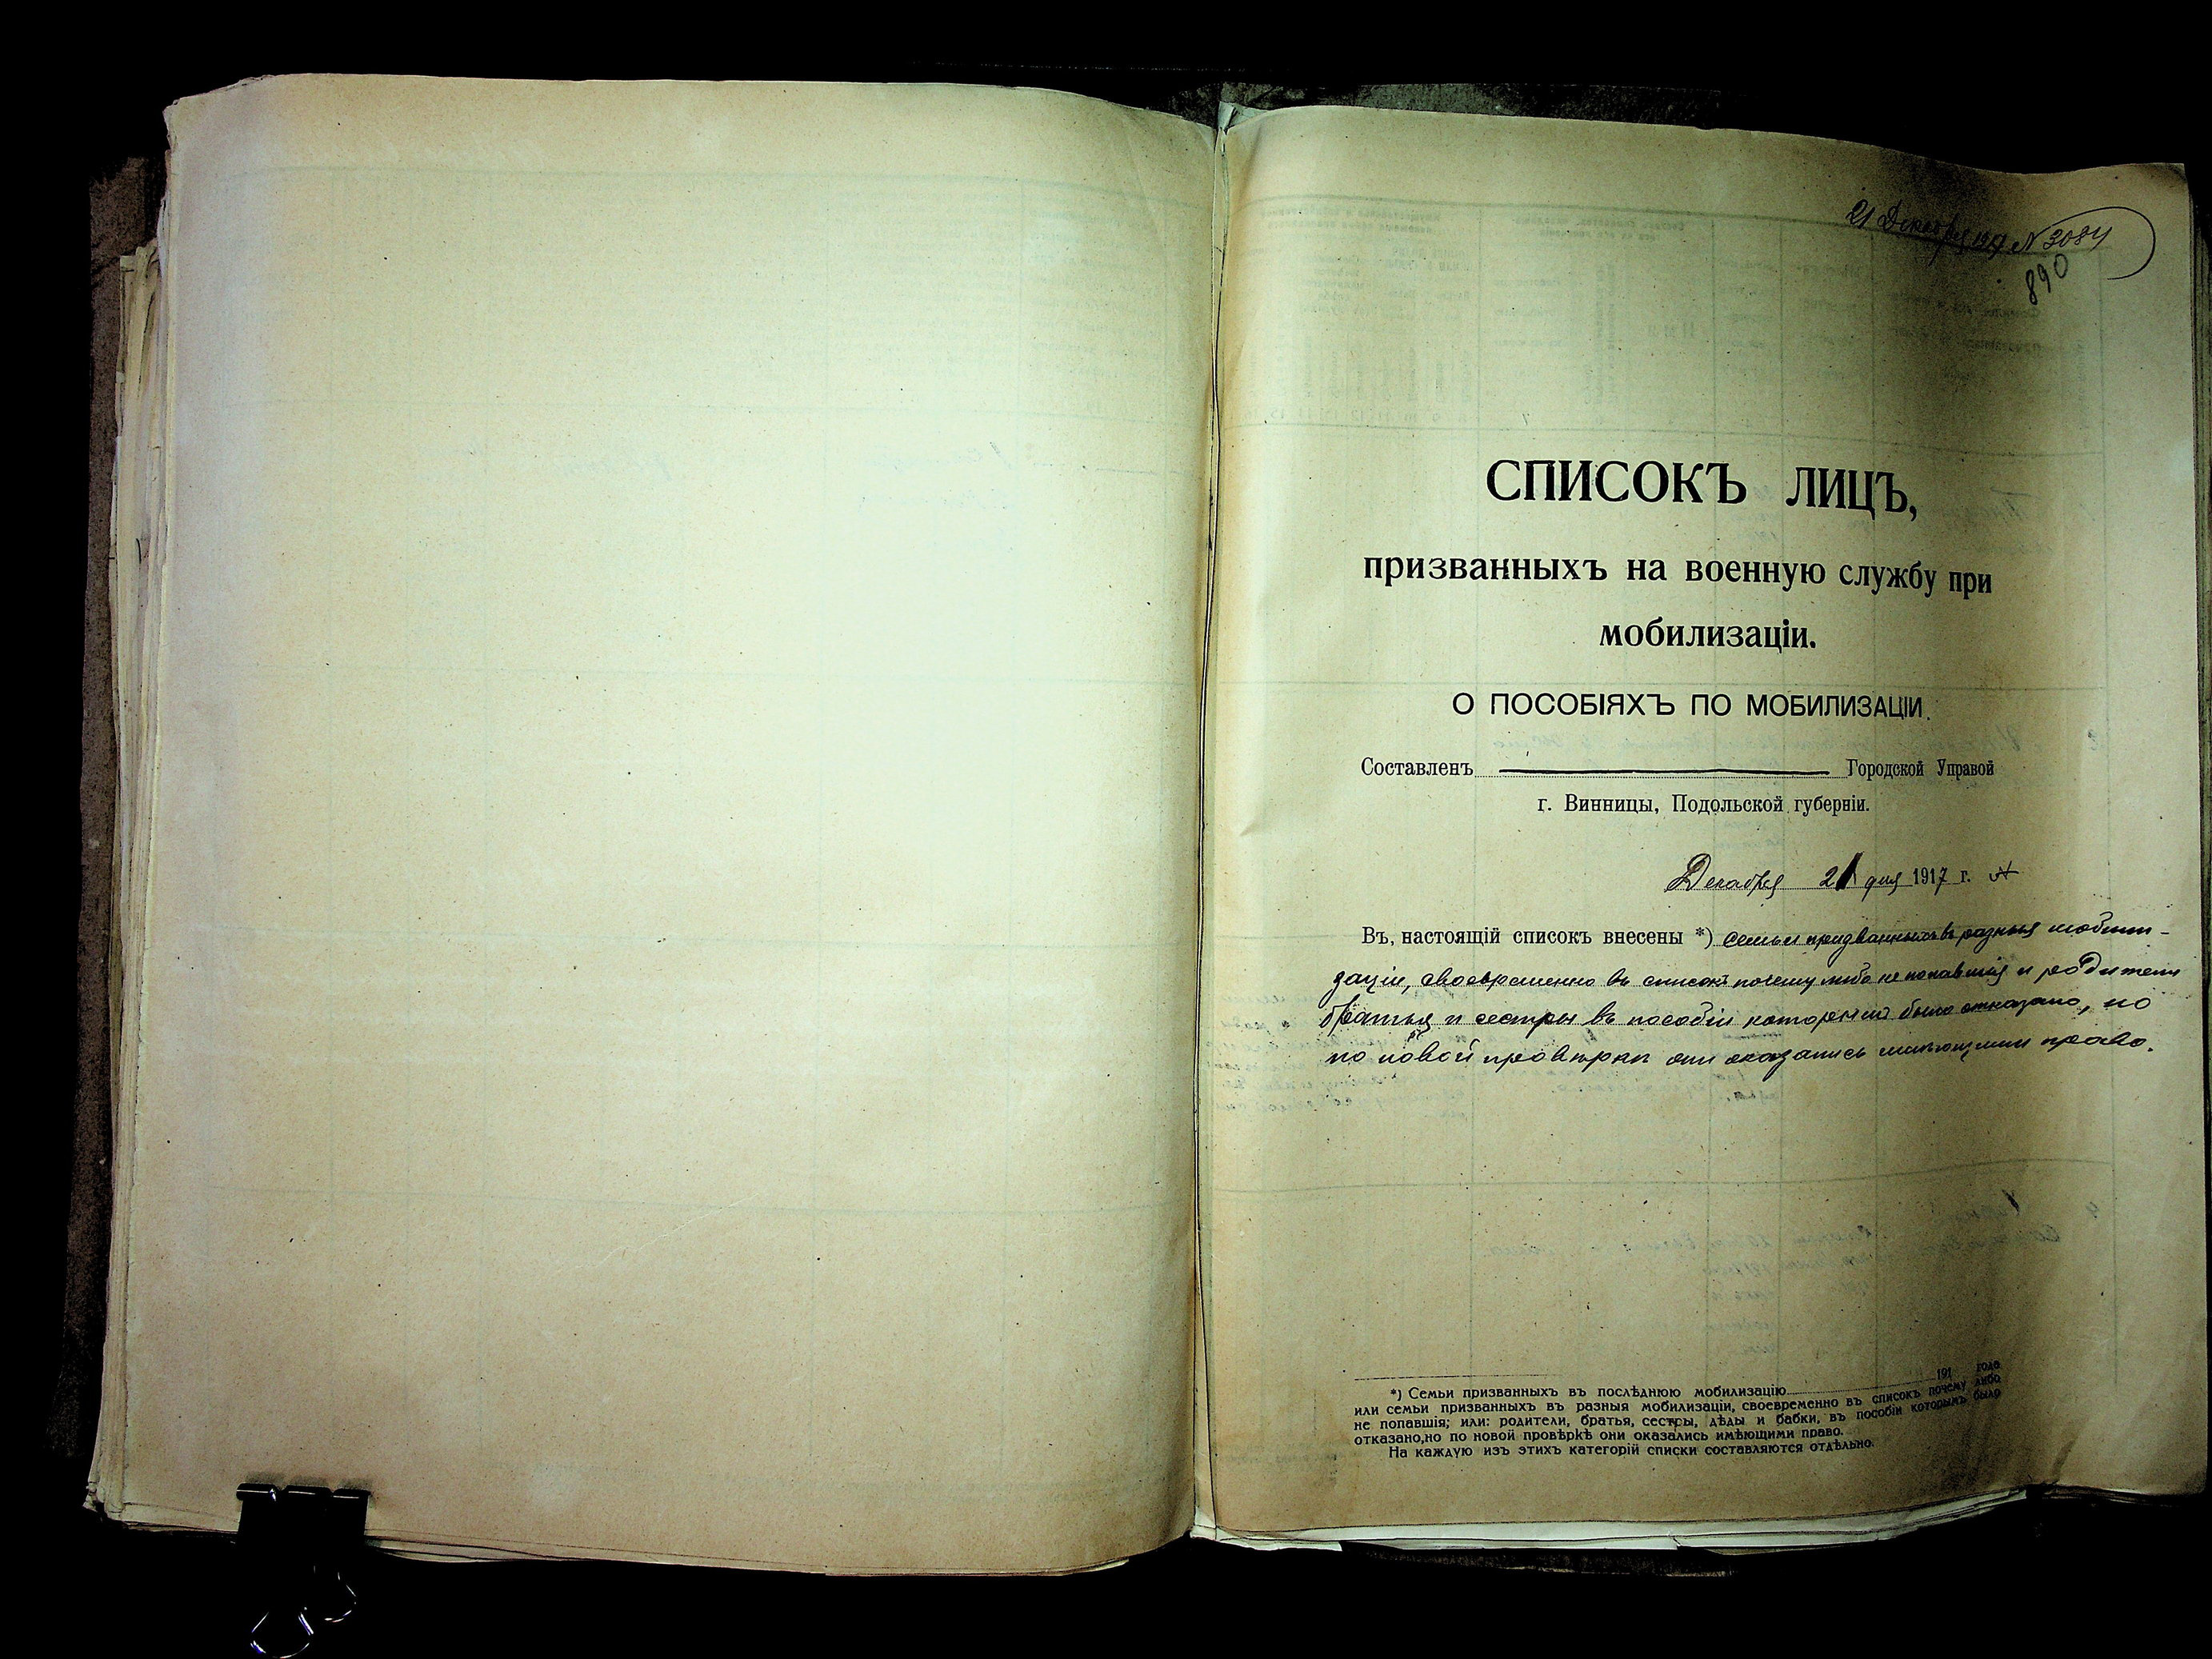 21 Декабря 1917 N 3084
890
СПИСОКЪ ЛИЦЪ,
призванныхъ на военную службу при
мобилизаціи.
О ПОСОБІЯХЪ ПО МОБИЛИЗАЦІИ.
Составленъ Городской Управой
г. Винницы, Подольской губерніи.
Декабря 21 дня 1917 г.
Въ, настоящій списокъ внесены *) семьи призванныхъ въ разныя мобили-
заціи, своевременно въ списокъ почему либо не попавшія и родители
братья и сестры въ пособіи которымъ было отказано, но
по новой провѣркѣ они оказались имѣющими право.
*) Семьи призванныхъ въ послѣднюю мобилизацію 191 года
или семьи призванныхъ въ разныя мобилизаціи, своевременно въ списокъ почему либо
не попавшія; или: родители, братья, сестры, дѣды и бабки, въ пособіи которымъ было
отказано,но по новой провѣркѣ они оказались имѣющими право.
На каждую изъ этихъ категорій списки составляются отдѣльно.